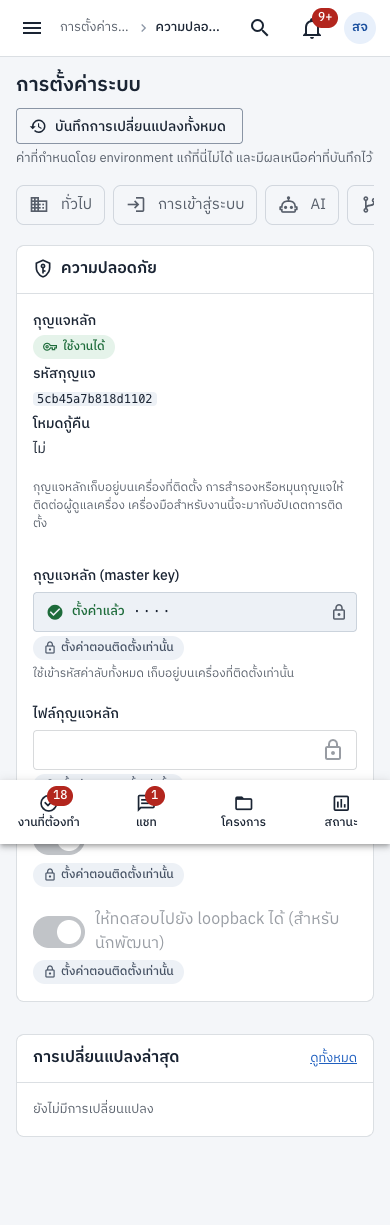 การตั้งค่าร...
ความปลอ...
9+
สจ
การตั้งค่าระบบ
บันทึกการเปลี่ยนแปลงทั้งหมด
ค่าที่กำหนดโดย environment แก้ที่นี่ไม่ได้ และมีผลเหนือค่าที่บันทึกไว้
ทั่วไป
การเข้าสู่ระบบ
AI
ความปลอดภัย
กุญแจหลัก
ใช้งานได้
รหัสกุญแจ
5cb45a7b818d1102
โหมดกู้คืน
ไม่
กุญแจหลักเก็บอยู่บนเครื่องที่ติดตั้ง การสำรองหรือหมุนกุญแจให้
ติดต่อผู้ดูแลเครื่อง เครื่องมือสำหรับงานนี้จะมากับอัปเดตการติด
ตั้ง
กุญแจหลัก (master key)
ตั้งค่าแล้ว ····
ตั้งค่าตอนติดตั้งเท่านั้น
ใช้เข้ารหัสค่าลับทั้งหมด เก็บอยู่บนเครื่องที่ติดตั้งเท่านั้น
ไฟล์กุญแจหลัก
18
งานที่ต้องทำ
1
แชท
โครงการ
สถานะ
ตั้งค่าตอนติดตั้งเท่านั้น
ให้ทดสอบไปยัง loopback ได้ (สำหรับ
นักพัฒนา)
ตั้งค่าตอนติดตั้งเท่านั้น
การเปลี่ยนแปลงล่าสุด
ดูทั้งหมด
ยังไม่มีการเปลี่ยนแปลง